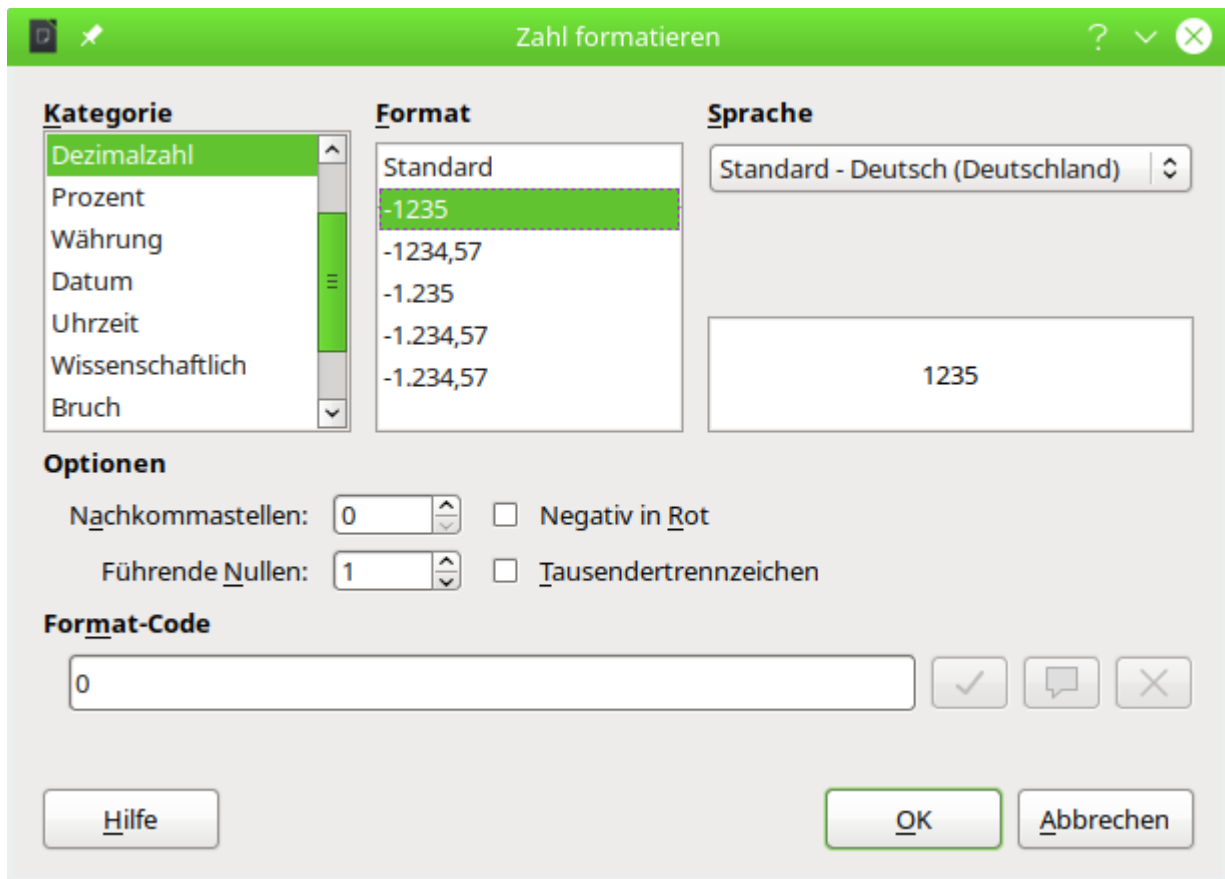 Zahl formatieren
Kategorie
Dezimalzahl
Prozent
Währung
Datum
Uhrzeit
Wissenschaftlich
Bruch
Format
Standard
-1235
-1234,57
-1.235
-1.234,57
-1.234,57
Sprache
Standard - Deutsch (Deutschland)
1235
Optionen
Nachkommastellen: 0
Negativ in Rot
Führende Nullen: 1
Tausendertrennzeichen
Format-Code
0
Hilfe
OK
Abbrechen